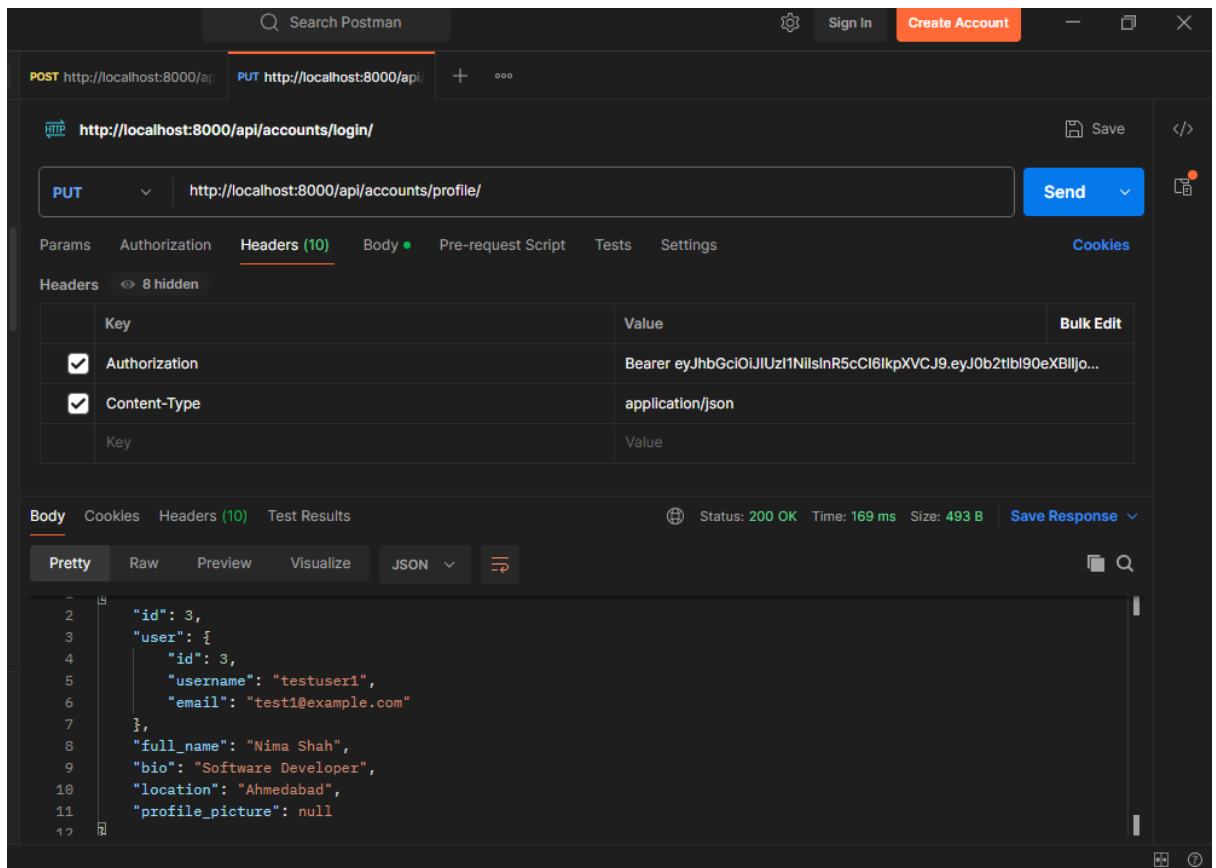 Search Postman
Sign In
Create Account
POST http://localhost:8000/ap
PUT http://localhost:8000/api/
HTTP http://localhost:8000/api/accounts/login/
Save
</>
PUT
http://localhost:8000/api/accounts/profile/
Send
Params Authorization Headers (10) Body Pre-request Script Tests Settings Cookies
Headers 8 hidden
Key Value Bulk Edit
Authorization Bearer eyJhbGciOiJIUzI1NiIsInR5cCI6IkpXVCJ9.eyJ0b2tlbl90eXBlIjo...
Content-Type application/json
Key Value
Body Cookies Headers (10) Test Results Status: 200 OK Time: 169 ms Size: 493 B Save Response
Pretty Raw Preview Visualize JSON
1 {
2 "id": 3,
3 "user": {
4 "id": 3,
5 "username": "testuser1",
6 "email": "test1@example.com"
7 },
8 "full_name": "Nima Shah",
9 "bio": "Software Developer",
10 "location": "Ahmedabad",
11 "profile_picture": null
12 }